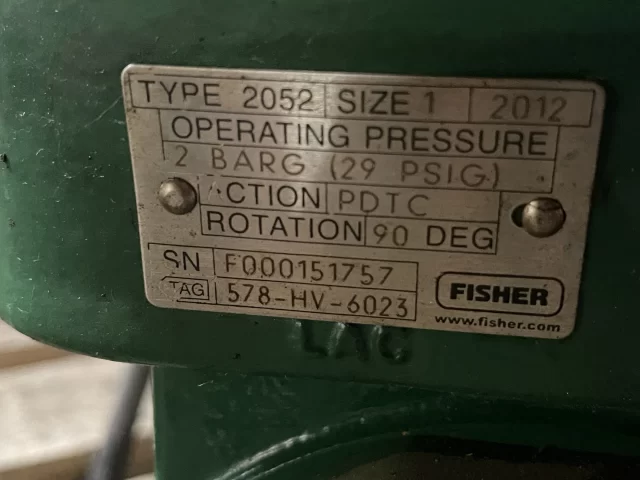 TYPE 2052 SIZE 1 2012
OPERATING PRESSURE
2 BARG (29 PSIG)
ACTION PDTC
ROTATION 90 DEG
SN F000151757
TAG 578-HV-6023
FISHER
www.fisher.com